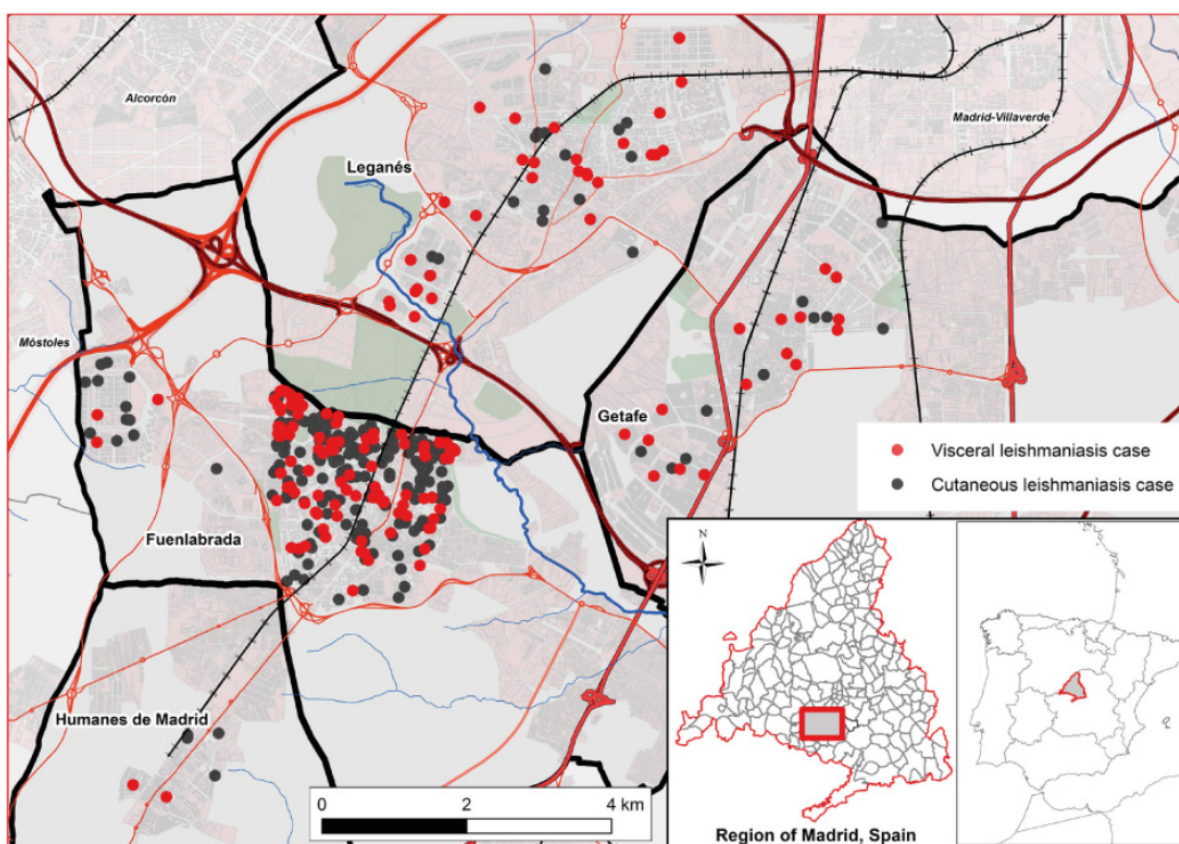 Alcorcón
Madrid-Villaverde
Leganés
Móstoles
Getafe
Visceral leishmaniasis case
Cutaneous leishmaniasis case
Fuenlabrada
N
Humanes de Madrid
0 2 4 km
Region of Madrid, Spain